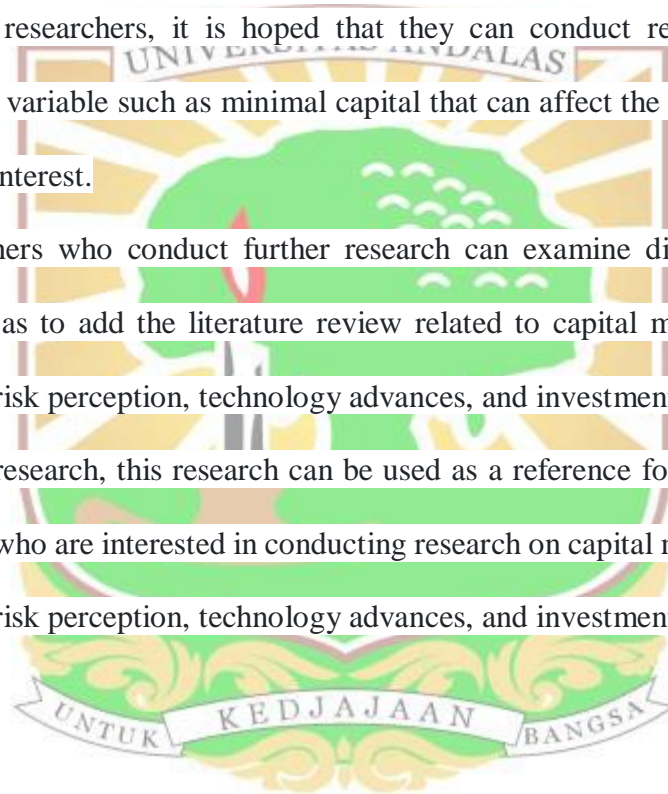 researchers, it is hoped that they can conduct re
UNIVERSITAS ANDALAS
variable such as minimal capital that can affect the
nterest.
ners who conduct further research can examine di
as to add the literature review related to capital m
risk perception, technology advances, and investmen
research, this research can be used as a reference fo
who are interested in conducting research on capital
risk perception, technology advances, and investmen
UNTUK KEDJAJAAN BANGSA